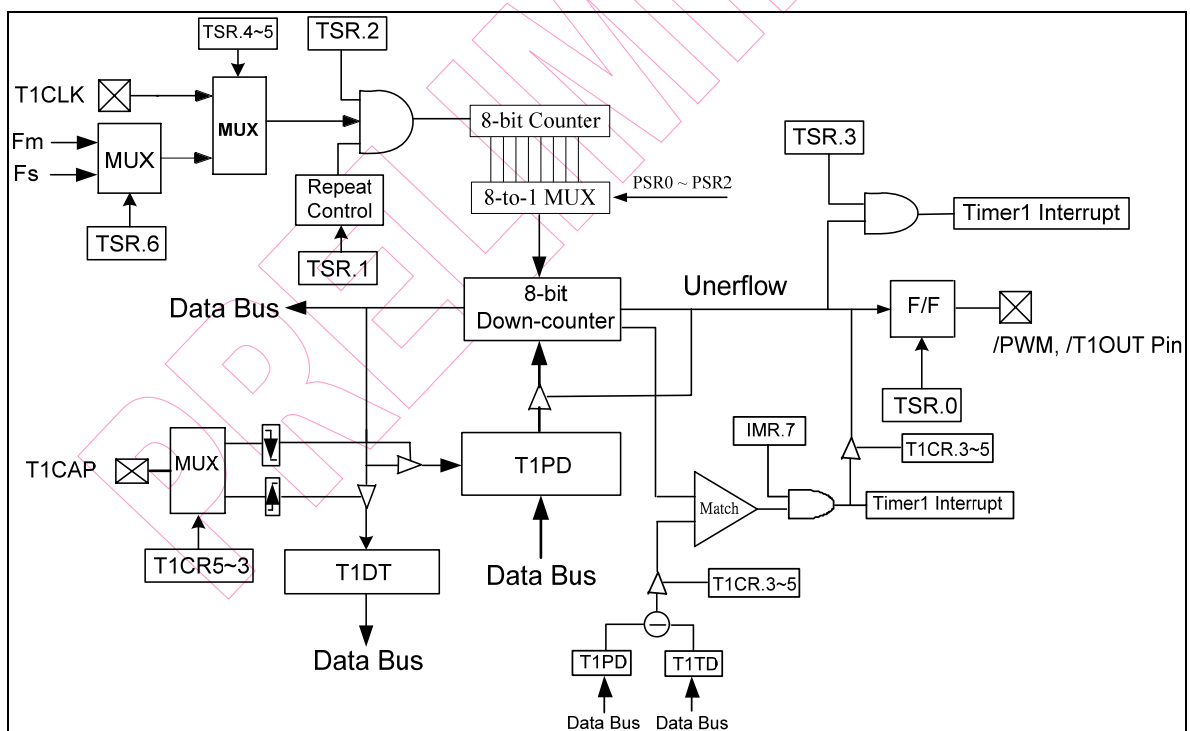 TSR.4~5
TSR.2
T1CLK
MUX
8-bit Counter
TSR.3
Fm
MUX
Fs
Repeat
Control
8-to-1 MUX
PSR0 ~ PSR2
Timer1 Interrupt
TSR.6
TSR.1
Data Bus
8-bit
Down-counter
Unerflow
F/F
/PWM, /T1OUT Pin
TSR.0
IMR.7
T1CR.3~5
T1CAP
MUX
T1PD
Match
Timer1 Interrupt
T1CR5~3
T1DT
Data Bus
T1CR.3~5
Data Bus
T1PD
T1TD
Data Bus
Data Bus
PRELIMI